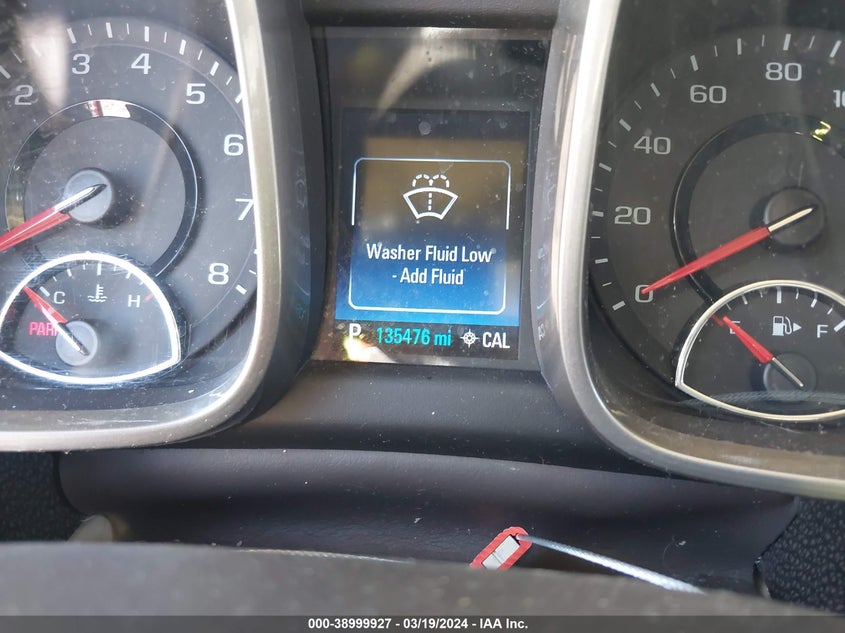 2 3 4 5 6 7 8
C H
PARK
Washer Fluid Low
- Add Fluid
P 135476 mi CAL
0 20 40 60 80
F
000-38999927 - 03/19/2024 - IAA Inc.